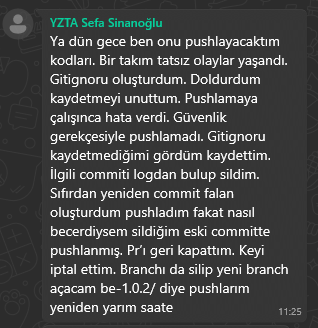 YZTA Sefa Sinanoğlu
Ya dün gece ben onu pushlayacaktım
kodları. Bir takım tatsız olaylar yaşandı.
Gitignoru oluşturdum. Doldurdum
kaydetmeyi unuttum. Pushlamaya
çalışınca hata verdi. Güvenlik
gerekçesiyle pushlamadı. Gitignoru
kaydetmediğimi gördüm kaydettim.
İlgili commiti logdan bulup sildim.
Sıfırdan yeniden commit falan
oluşturdum pushladım fakat nasıl
becerdiysem sildiğim eski committe
pushlanmış. Pr'ı geri kapattım. Keyi
iptal ettim. Branchı da silip yeni branch
açacam be-1.0.2/ diye pushlarım
yeniden yarım saate
11:25